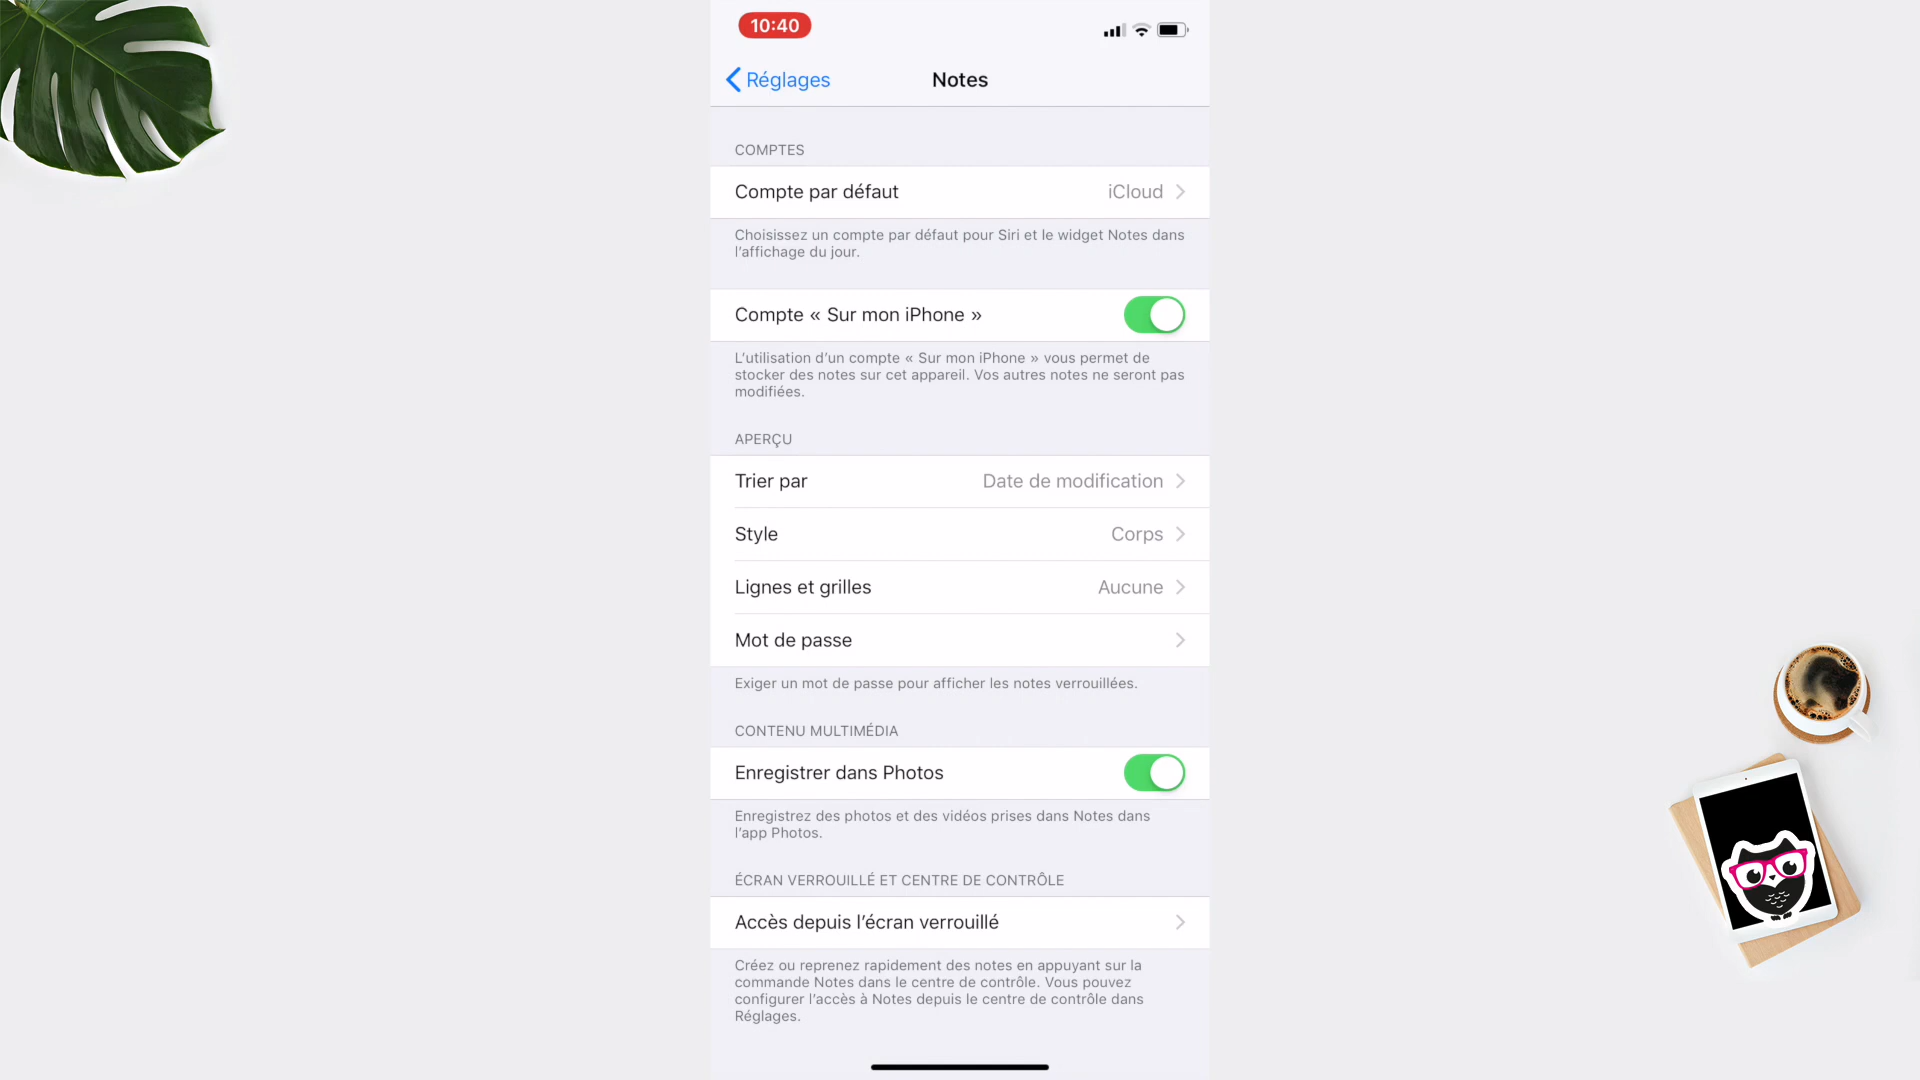 10:40
Réglages
Notes
COMPTES
Compte par défaut iCloud
Choisissez un compte par défaut pour Siri et le widget Notes dans
l’affichage du jour.
Compte « Sur mon iPhone »
L’utilisation d’un compte « Sur mon iPhone » vous permet de
stocker des notes sur cet appareil. Vos autres notes ne seront pas
modifiées.
APERÇU
Trier par Date de modification
Style Corps
Lignes et grilles Aucune
Mot de passe
Exiger un mot de passe pour afficher les notes verrouillées.
CONTENU MULTIMÉDIA
Enregistrer dans Photos
Enregistrez des photos et des vidéos prises dans Notes dans
l’app Photos.
ÉCRAN VERROUILLÉ ET CENTRE DE CONTRÔLE
Accès depuis l’écran verrouillé
Créez ou reprenez rapidement des notes en appuyant sur la
commande Notes dans le centre de contrôle. Vous pouvez
configurer l’accès à Notes depuis le centre de contrôle dans
Réglages.